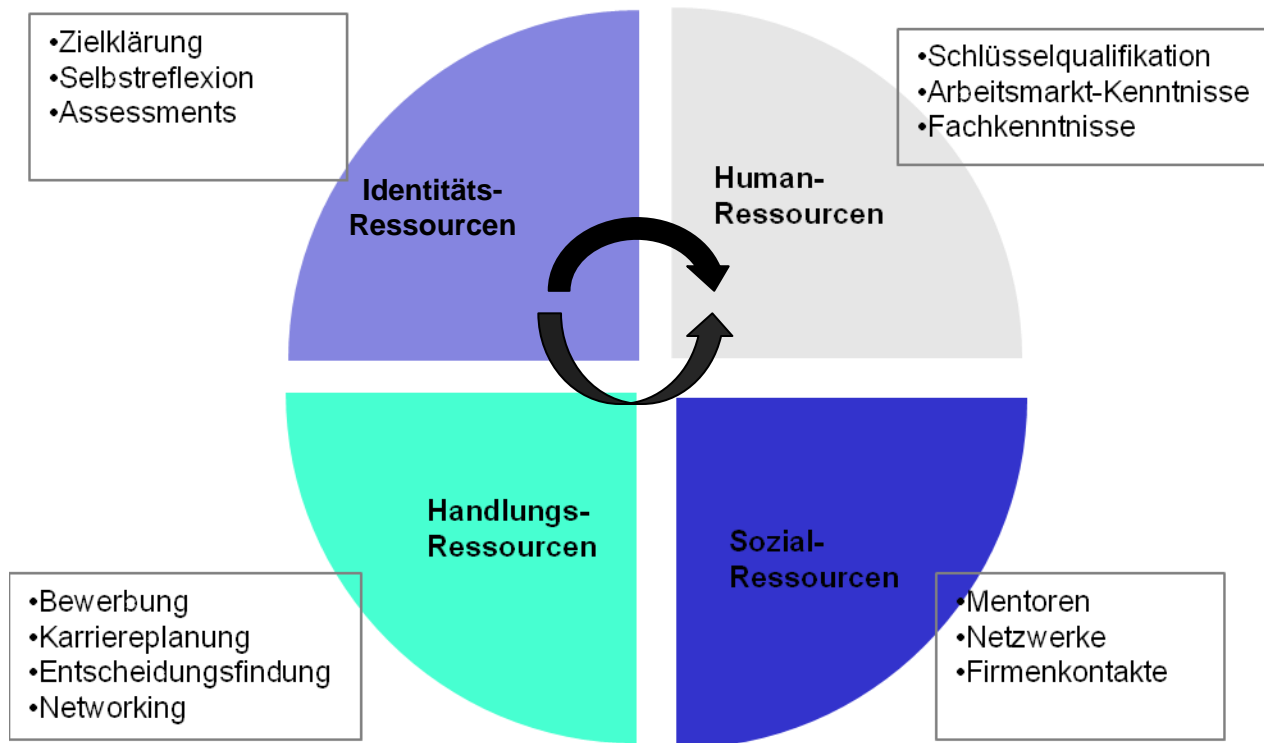 •Zielklärung
•Selbstreflexion
•Assessments
Identitäts-
Ressourcen
•Schlüsselqualifikation
•Arbeitsmarkt-Kenntnisse
•Fachkenntnisse
Human-
Ressourcen
Handlungs-
Ressourcen
•Bewerbung
•Karriereplanung
•Entscheidungsfindung
•Networking
Sozial-
Ressourcen
•Mentoren
•Netzwerke
•Firmenkontakte